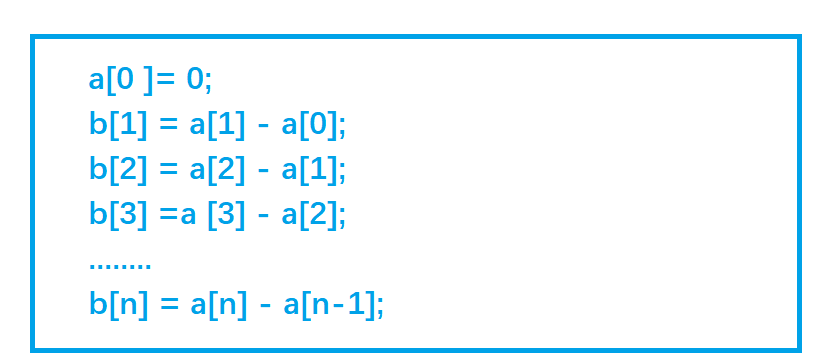 a[0 ]= 0;
b[1] = a[1] - a[0];
b[2] = a[2] - a[1];
b[3] =a [3] - a[2];
........
b[n] = a[n] - a[n-1];